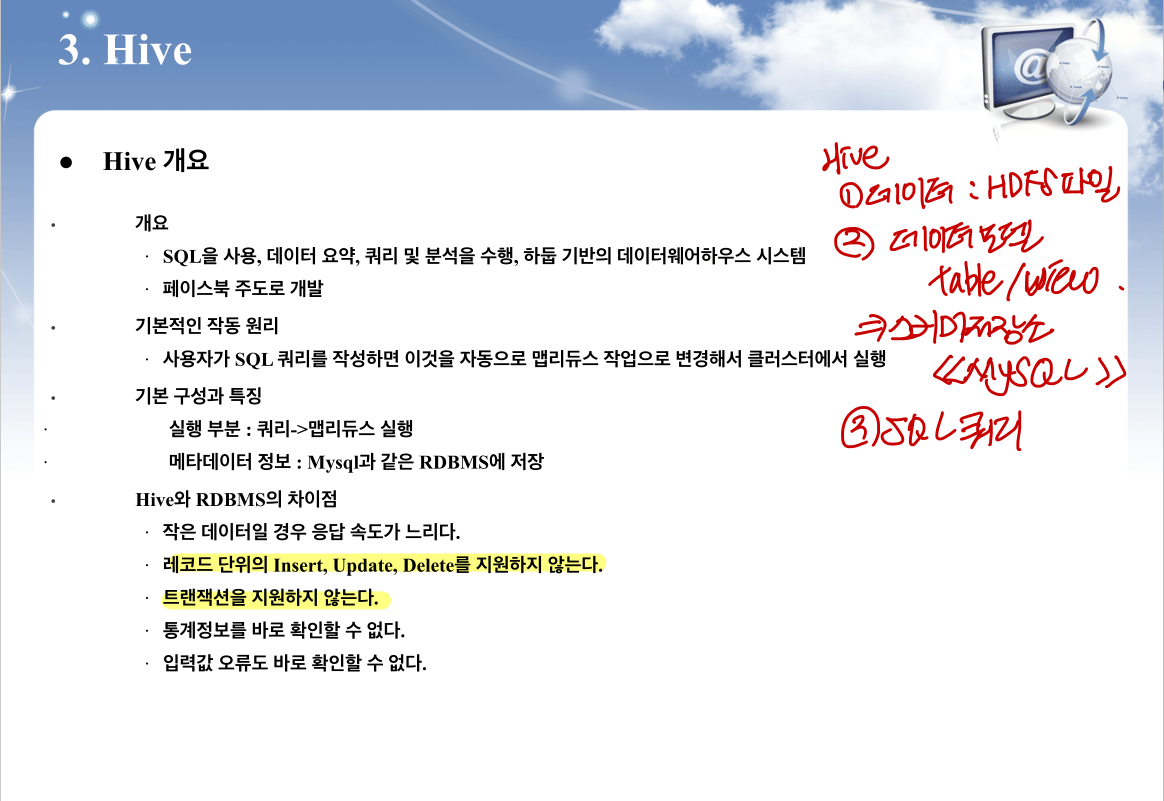 3. Hive
● Hive 개요
· 개요
· SQL을 사용, 데이터 요약, 쿼리 및 분석을 수행, 하둡 기반의 데이터웨어하우스 시스템
· 페이스북 주도로 개발
· 기본적인 작동 원리
· 사용자가 SQL 쿼리를 작성하면 이것을 자동으로 맵리듀스 작업으로 변경해서 클러스터에서 실행
· 기본 구성과 특징
· 실행 부분 : 쿼리->맵리듀스 실행
· 메타데이터 정보 : Mysql과 같은 RDBMS에 저장
· Hive와 RDBMS의 차이점
· 작은 데이터일 경우 응답 속도가 느리다.
· 레코드 단위의 Insert, Update, Delete를 지원하지 않는다.
· 트랜잭션을 지원하지 않는다.
· 통계정보를 바로 확인할 수 없다.
· 입력값 오류도 바로 확인할 수 없다.
Hive
① 데이터 : HDFS 파일
② 데이터모델
table/view
⇒스키마저장소
《MySQL》
③ SQL 쿼리